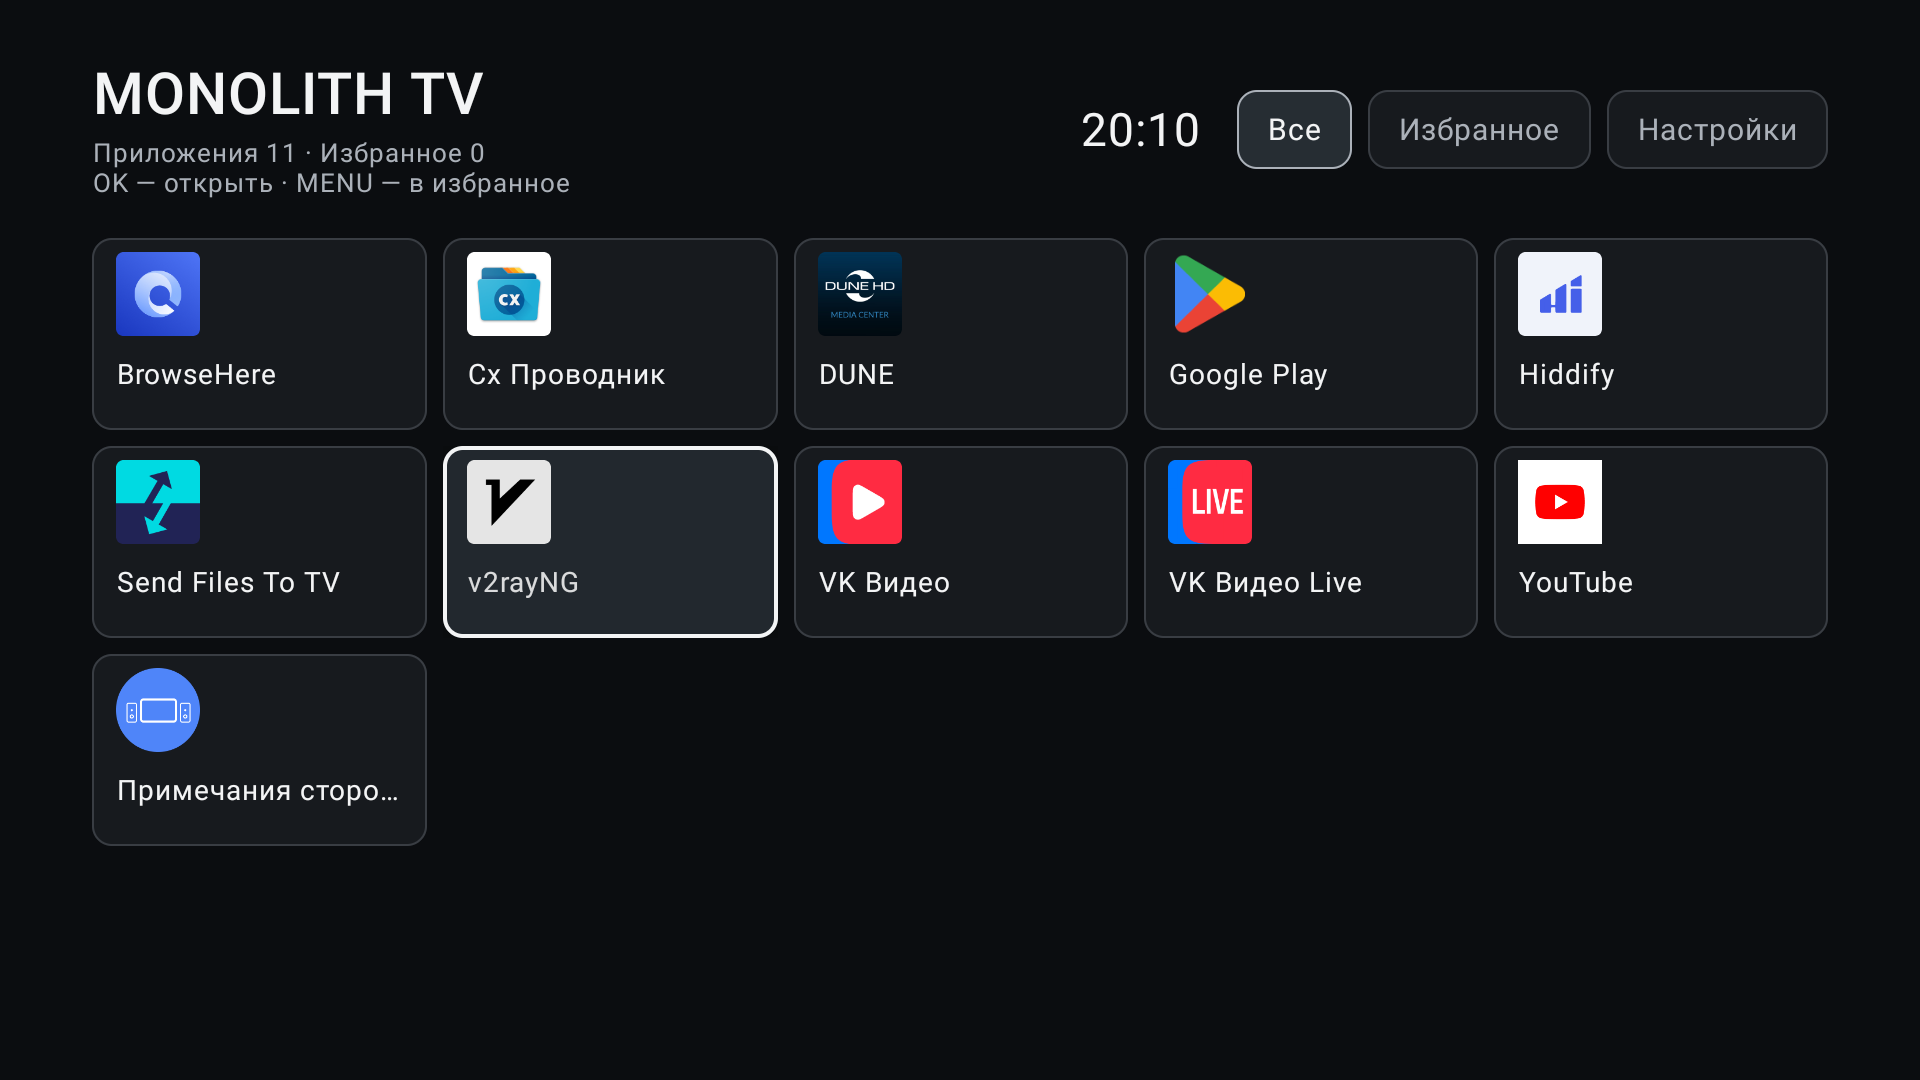 MONOLITH TV
Приложения 11 · Избранное 0
OK — открыть · MENU — в избранное
20:10
Все
Избранное
Настройки
BrowseHere
CX
Cx Проводник
DUNE HD
MEDIA CENTER
DUNE
Google Play
Hiddify
Send Files To TV
v2rayNG
VK Видео
LIVE
VK Видео Live
YouTube
Примечания сторо...